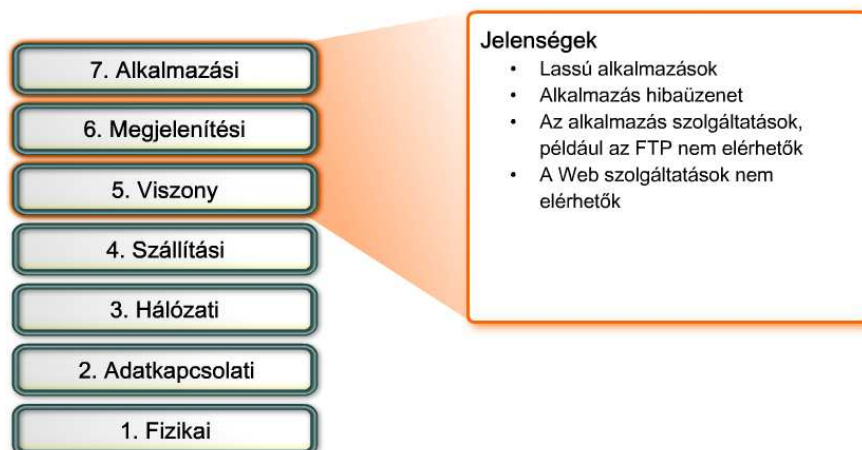 7. Alkalmazási
6. Megjelenítési
5. Viszony
4. Szállítási
3. Hálózati
2. Adatkapcsolati
1. Fizikai
Jelenségek
• Lassú alkalmazások
• Alkalmazás hibaüzenet
• Az alkalmazás szolgáltatások,
például az FTP nem elérhetők
• A Web szolgáltatások nem
elérhetők